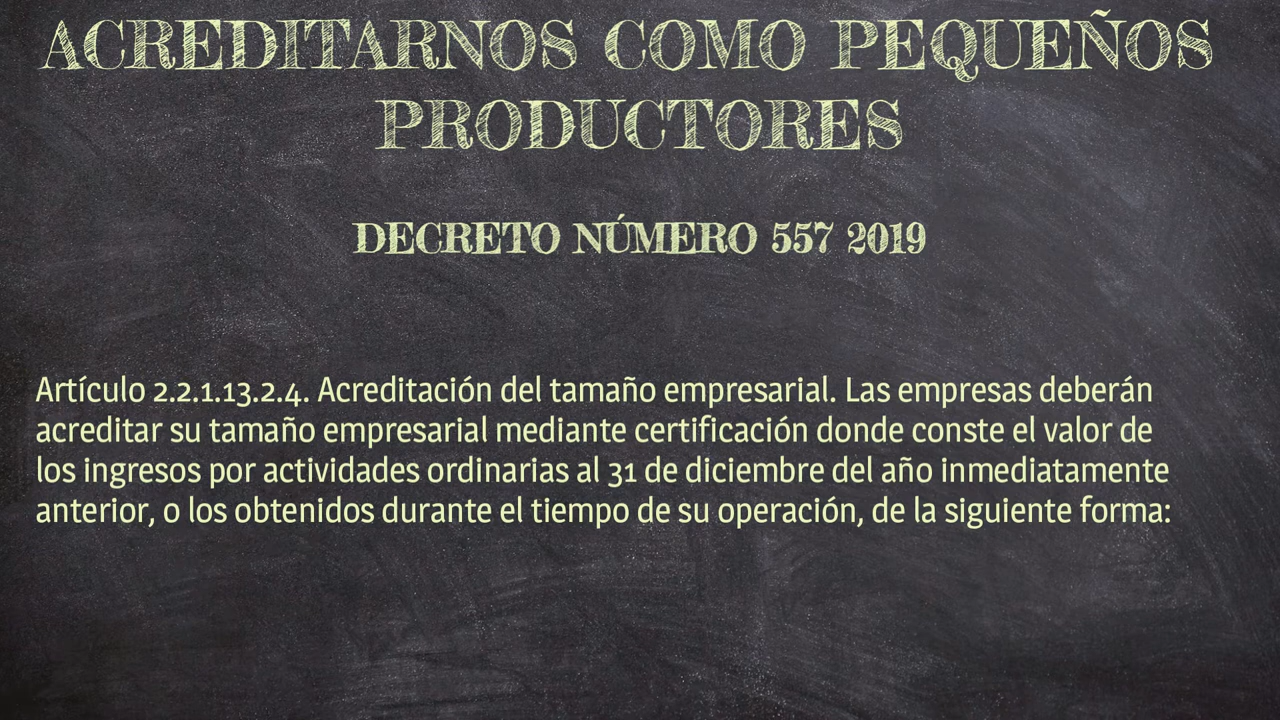 ACREDITARNOS COMO PEQUEÑOS
PRODUCTORES
DECRETO NÚMERO 557 2019
Artículo 2.2.1.13.2.4. Acreditación del tamaño empresarial. Las empresas deberán
acreditar su tamaño empresarial mediante certificación donde conste el valor de
los ingresos por actividades ordinarias al 31 de diciembre del año inmediatamente
anterior, o los obtenidos durante el tiempo de su operación, de la siguiente forma: